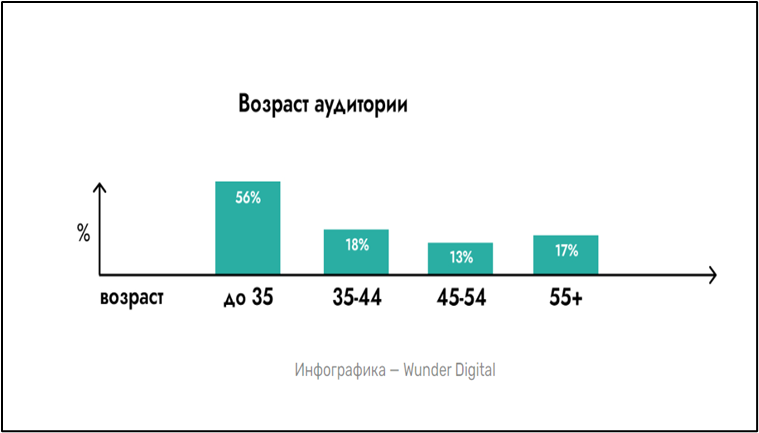 Возраст аудитории
%
56%
18%
13%
17%
возраст до 35 35-44 45-54 55+
Инфографика – Wunder Digital